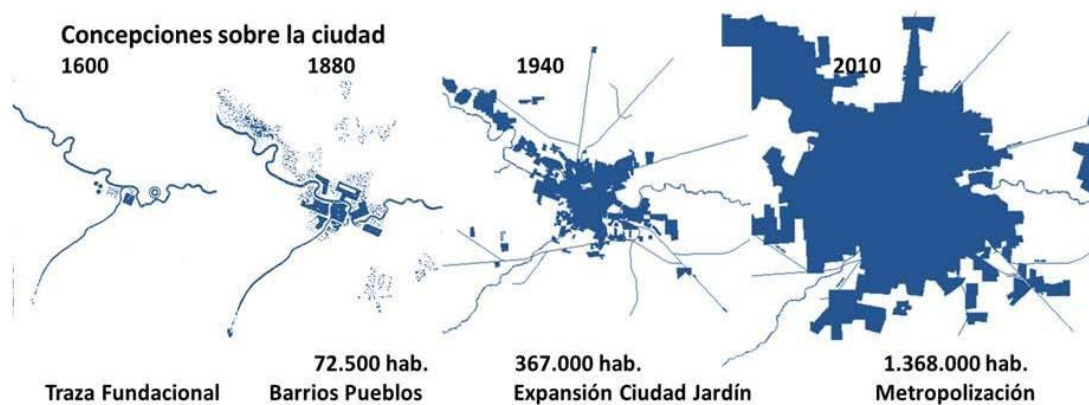 Concepciones sobre la ciudad
1600
1880
1940
2010
72.500 hab.
367.000 hab.
1.368.000 hab.
Traza Fundacional
Barrios Pueblos
Expansión Ciudad Jardín
Metropolización